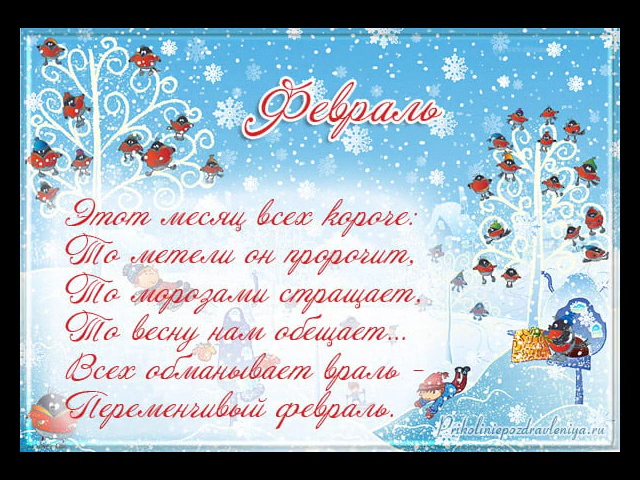 Февраль
Этот месяц всех короче:
То метели он пророчит,
То морозами стращает,
То весну нам обещает...
Всех обманывает враль -
Переменчивый февраль.
Priholiniepozdravleniya.ru